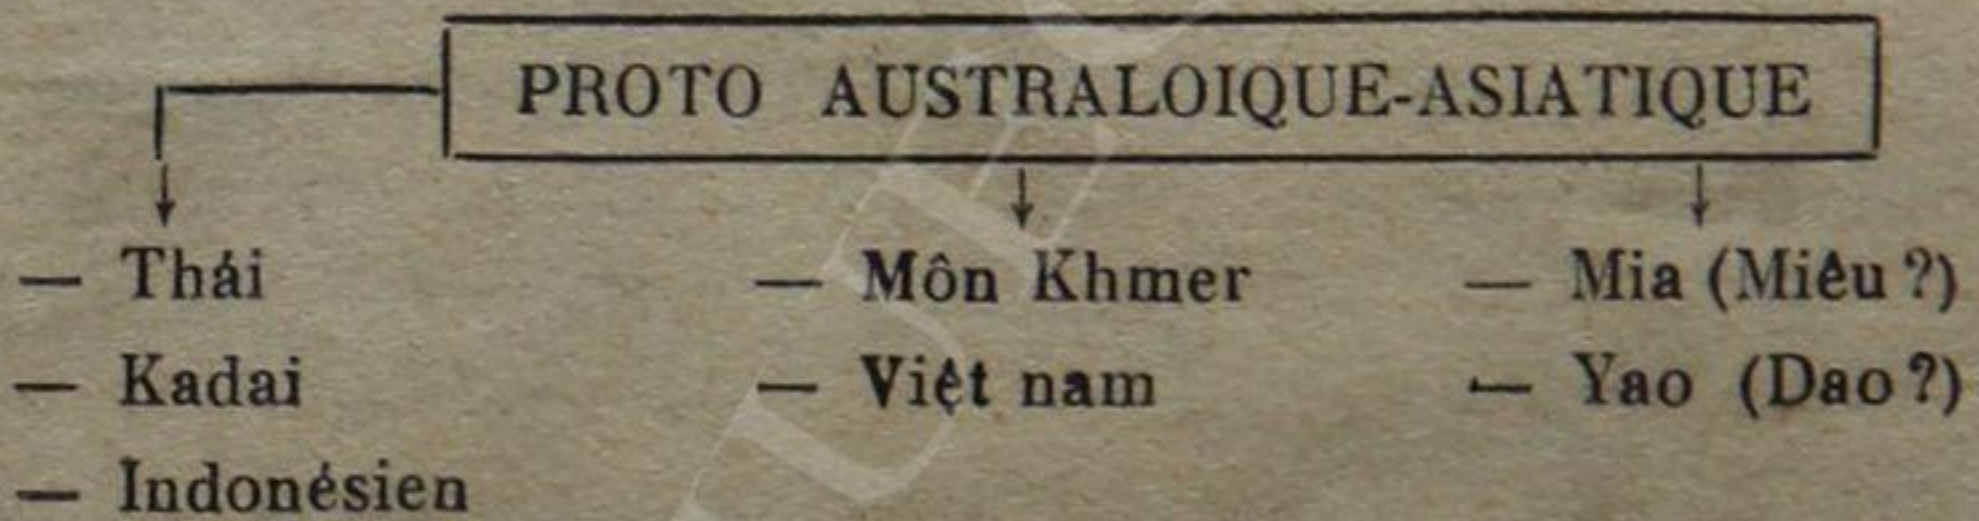 PROTO AUSTRALOIQUE-ASIATIQUE
— Thái — Môn Khmer — Mia (Miêu ?)
— Kadai — Việt nam — Yao (Dao ?)
— Indonésien